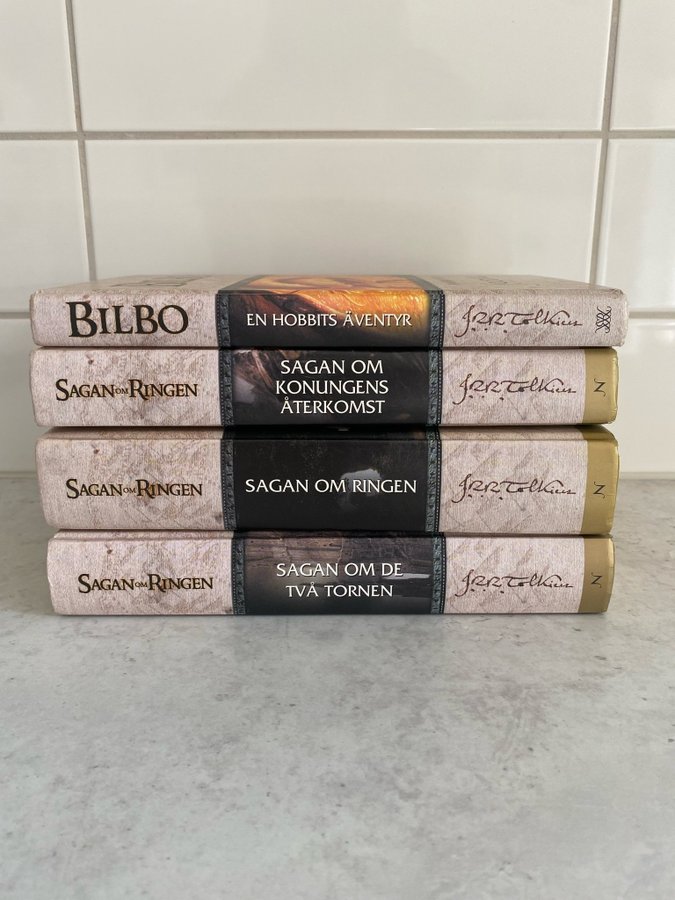 BILBO
EN HOBBITS ÄVENTYR
J.R.R. Tolkien
SAGAN OM RINGEN
SAGAN OM
KONUNGENS
ÅTERKOMST
J.R.R. Tolkien
N
SAGAN OM RINGEN
SAGAN OM RINGEN
J.R.R. Tolkien
N
SAGAN OM RINGEN
SAGAN OM DE
TVÅ TORNEN
J.R.R. Tolkien
N